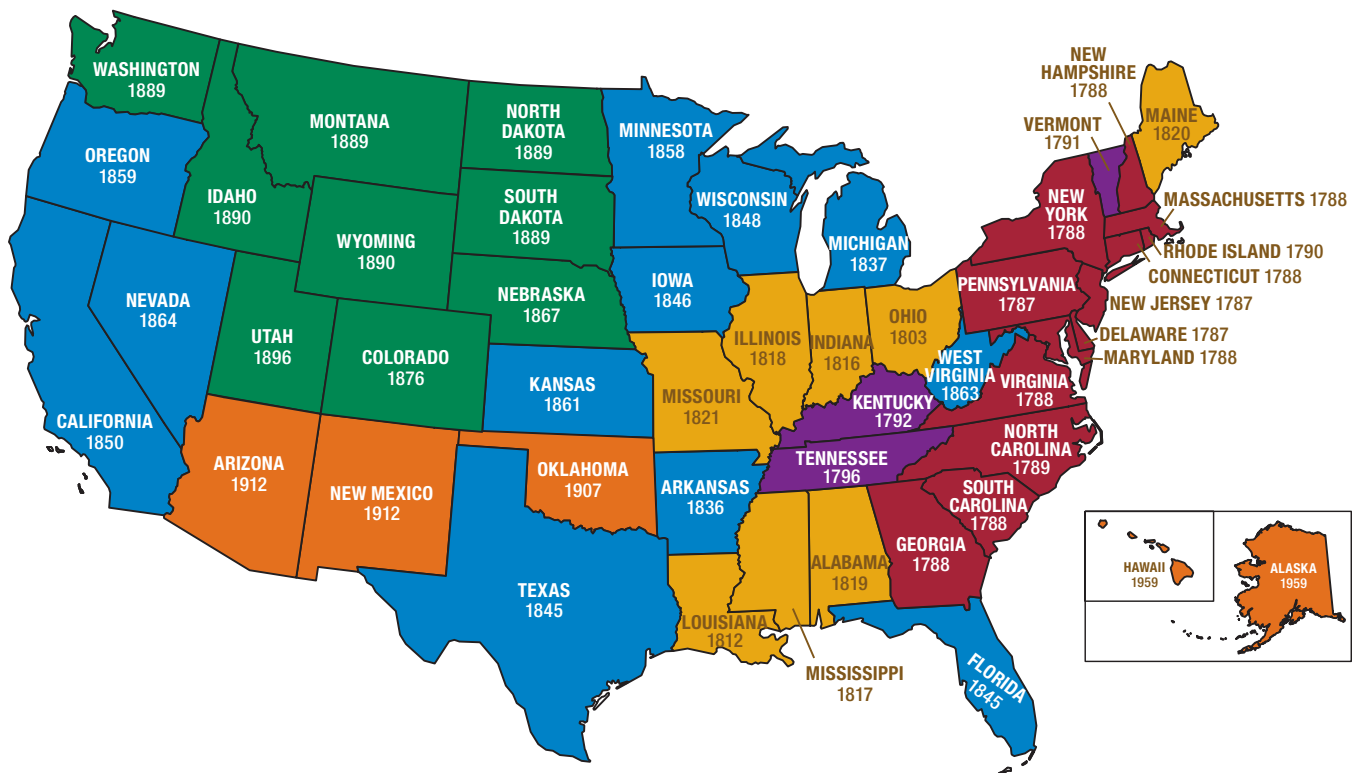 WASHINGTON
1889
OREGON
1859
CALIFORNIA
1850
NEVADA
1864
IDAHO
1890
MONTANA
1889
WYOMING
1890
UTAH
1896
COLORADO
1876
ARIZONA
1912
NEW MEXICO
1912
NORTH
DAKOTA
1889
SOUTH
DAKOTA
1889
NEBRASKA
1867
KANSAS
1861
OKLAHOMA
1907
TEXAS
1845
MINNESOTA
1858
IOWA
1846
MISSOURI
1821
ARKANSAS
1836
LOUISIANA
1812
WISCONSIN
1848
ILLINOIS
1818
MICHIGAN
1837
INDIANA
1816
OHIO
1803
KENTUCKY
1792
TENNESSEE
1796
MISSISSIPPI
1817
ALABAMA
1819
GEORGIA
1788
FLORIDA
1845
SOUTH
CAROLINA
1788
NORTH
CAROLINA
1789
VIRGINIA
1788
WEST
VIRGINIA
1863
PENNSYLVANIA
1787
NEW
YORK
1788
VERMONT
1791
NEW
HAMPSHIRE
1788
MAINE
1820
MASSACHUSETTS 1788
RHODE ISLAND 1790
CONNECTICUT 1788
NEW JERSEY 1787
DELAWARE 1787
MARYLAND 1788
HAWAII
1959
ALASKA
1959